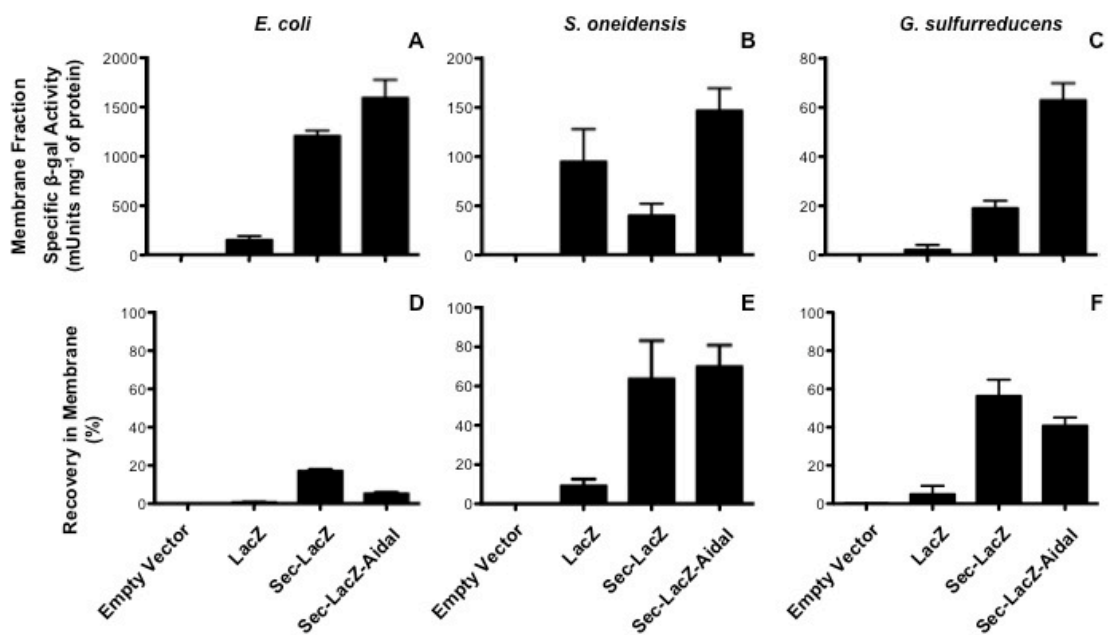 E. coli
S. oneidensis
G. sulfurreducens
A
B
C
Membrane Fraction
Specific β-gal Activity
(mUnits mg⁻¹ of protein)
2000
1500
1000
500
0
200
150
100
50
0
80
60
40
20
0
D
E
F
Recovery in Membrane
(%)
100
80
60
40
20
0
100
80
60
40
20
0
100
80
60
40
20
0
Empty Vector
LacZ
Sec-LacZ
Sec-LacZ-AidaI
Empty Vector
LacZ
Sec-LacZ
Sec-LacZ-AidaI
Empty Vector
LacZ
Sec-LacZ
Sec-LacZ-AidaI